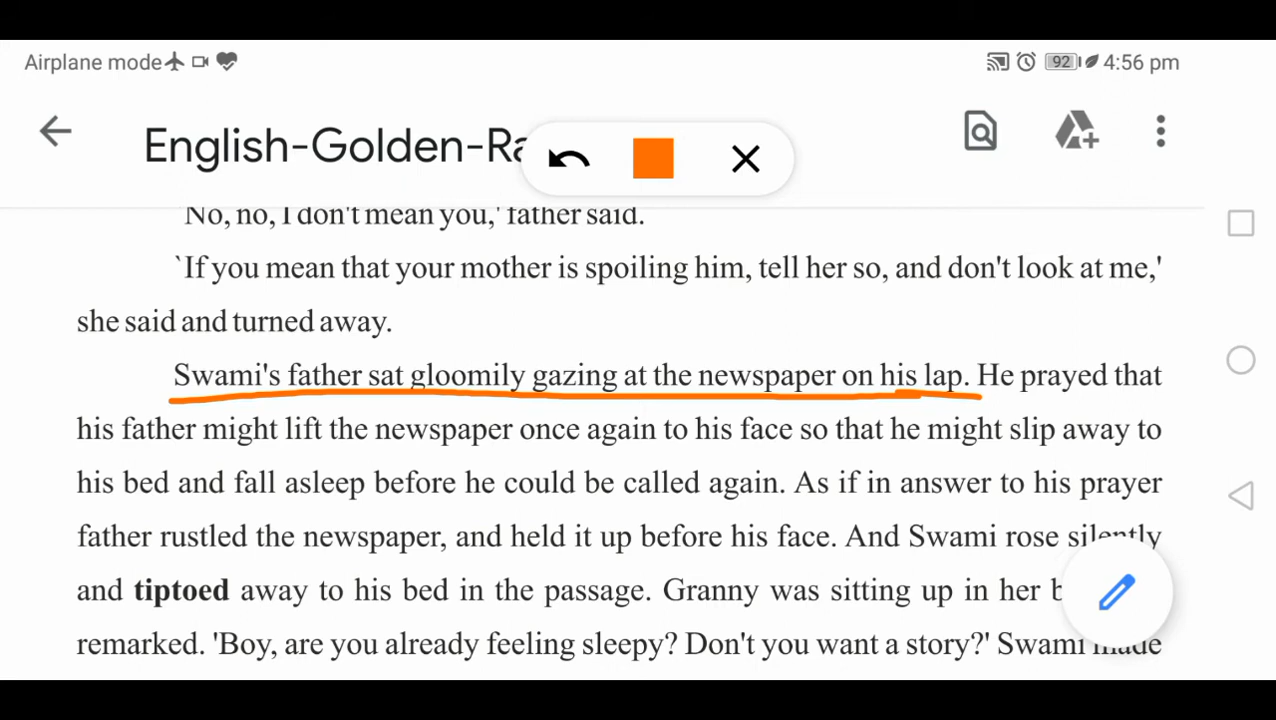 Airplane mode 92 4:56 pm
English-Golden-Ra
'No, no, I don't mean you,' father said.
`If you mean that your mother is spoiling him, tell her so, and don't look at me,'
she said and turned away.
Swami's father sat gloomily gazing at the newspaper on his lap. He prayed that
his father might lift the newspaper once again to his face so that he might slip away to
his bed and fall asleep before he could be called again. As if in answer to his prayer
father rustled the newspaper, and held it up before his face. And Swami rose silently
and tiptoed away to his bed in the passage. Granny was sitting up in her b
remarked. 'Boy, are you already feeling sleepy? Don't you want a story?' Swami made